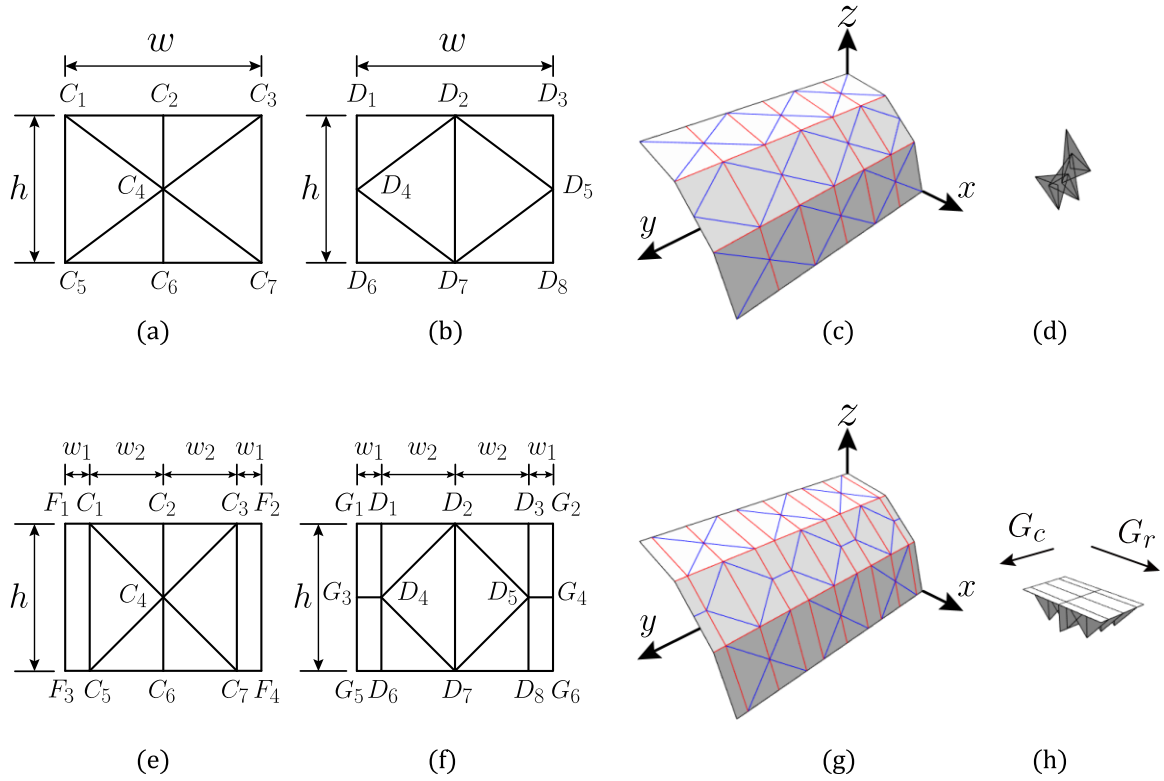 w
w
C1 C2 C3
D1 D2 D3
h
C4
h
D4
D5
C5 C6 C7
D6 D7 D8
z
x
y
(a)
(b)
(c)
(d)
w1 w2 w2 w1
w1 w2 w2 w1
F1 C1 C2 C3 F2
G1 D1 D2 D3 G2
h
C4
h
G3 D4 D5 G4
F3 C5 C6 C7 F4
G5 D6 D7 D8 G6
z
x
y
Gc
Gr
(e)
(f)
(g)
(h)